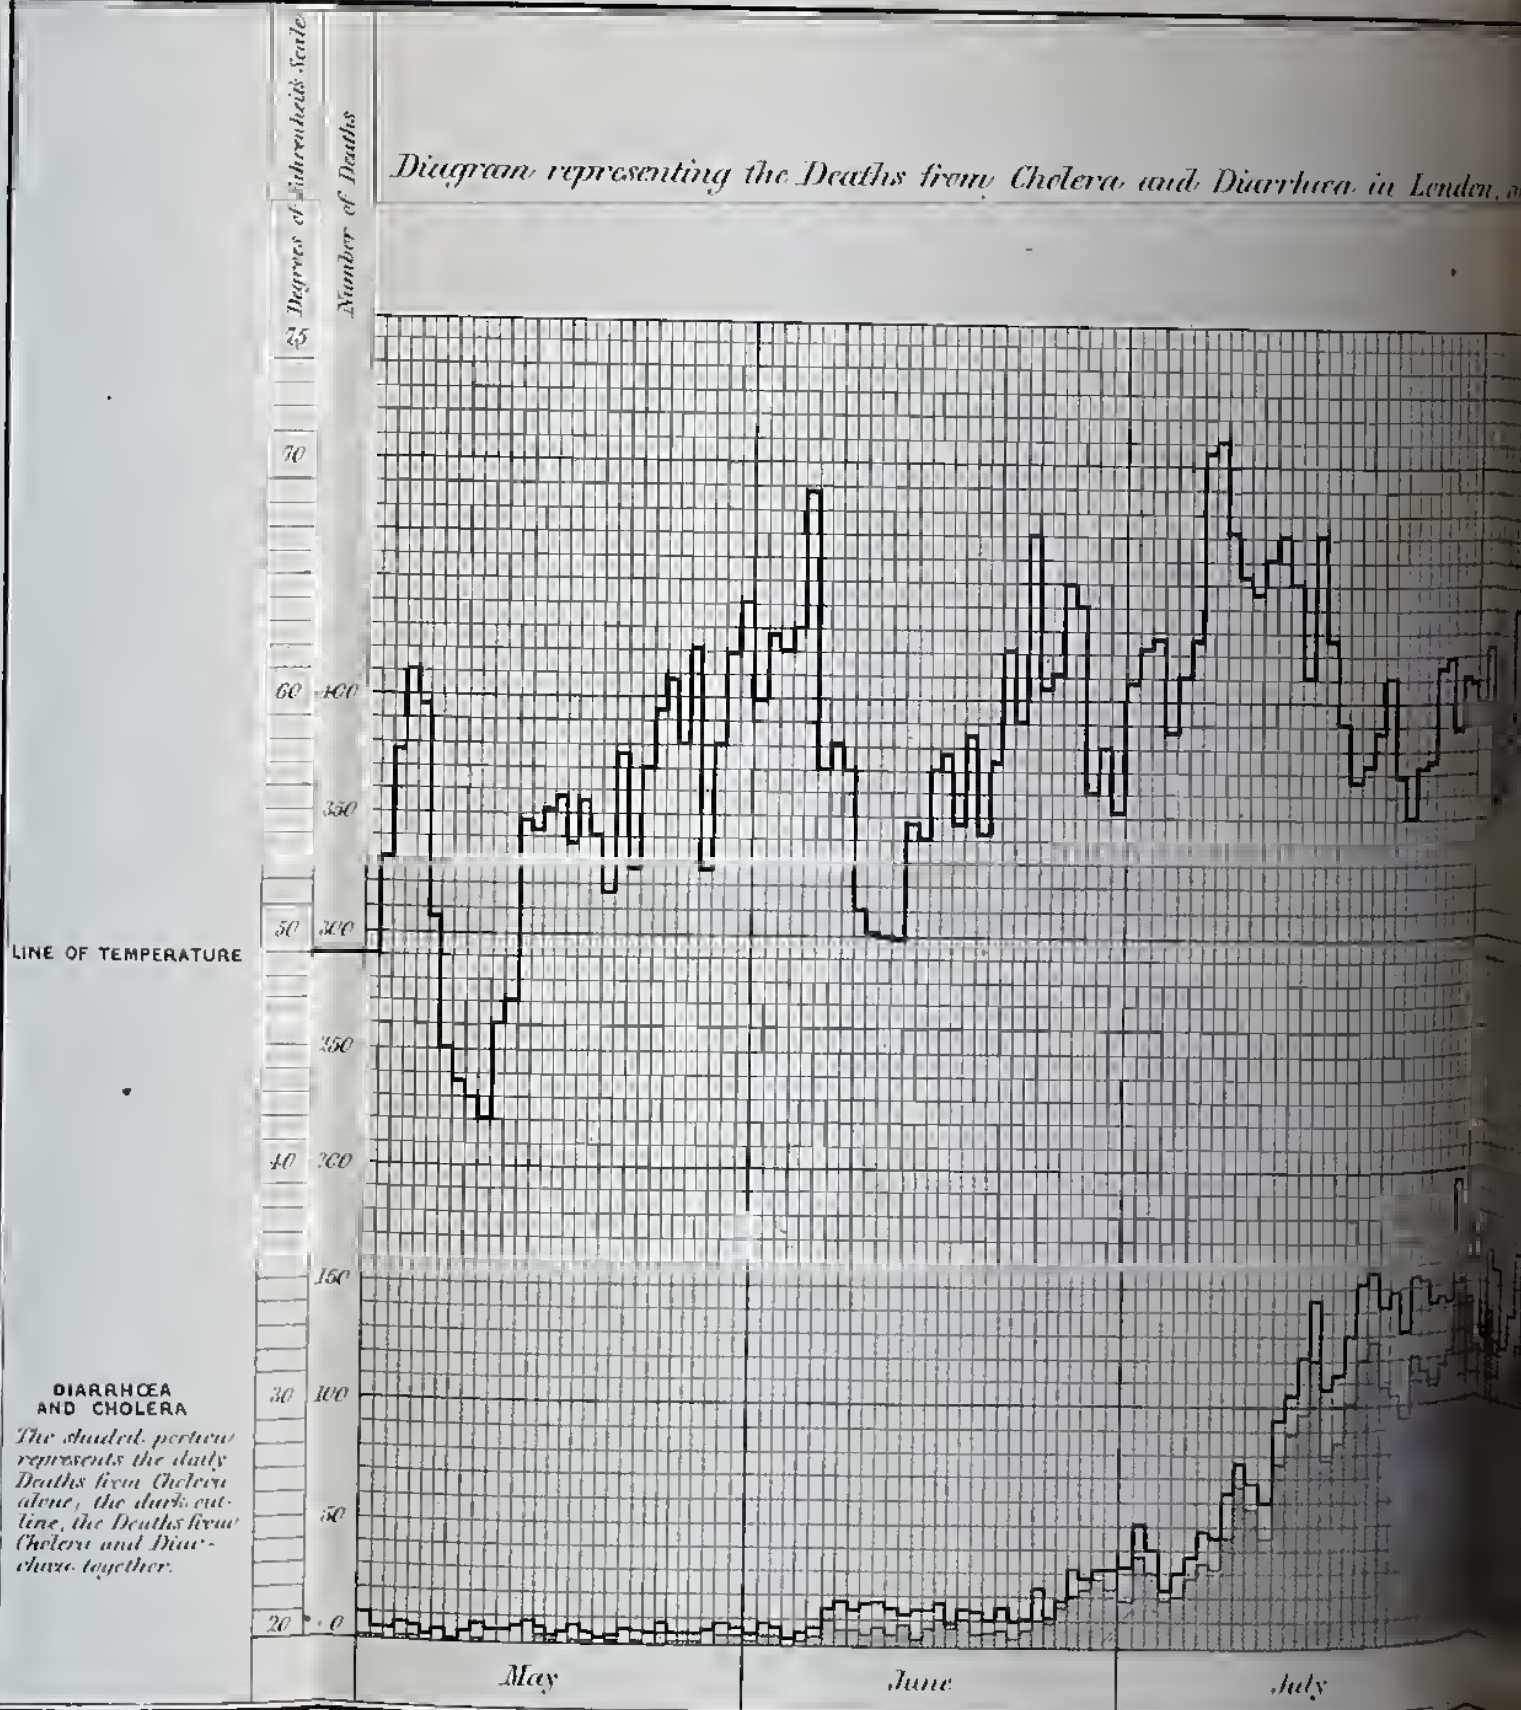 Degrees of Fahrenheits Scale
Number of Deaths
Diagram representing the Deaths from Cholera and Diarrhœa in London,
75
70
60 400
350
50 300
LINE OF TEMPERATURE
250
40 200
150
DIARRHŒA
AND CHOLERA
30 100
The shaded portion
represents the daily
Deaths from Cholera
alone, the dark out-
line, the Deaths from
Cholera and Diar-
rhœa together.
50
20 0
May June July